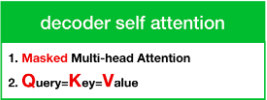 decoder self attention
1. Masked Multi-head Attention
2. Query=Key=Value